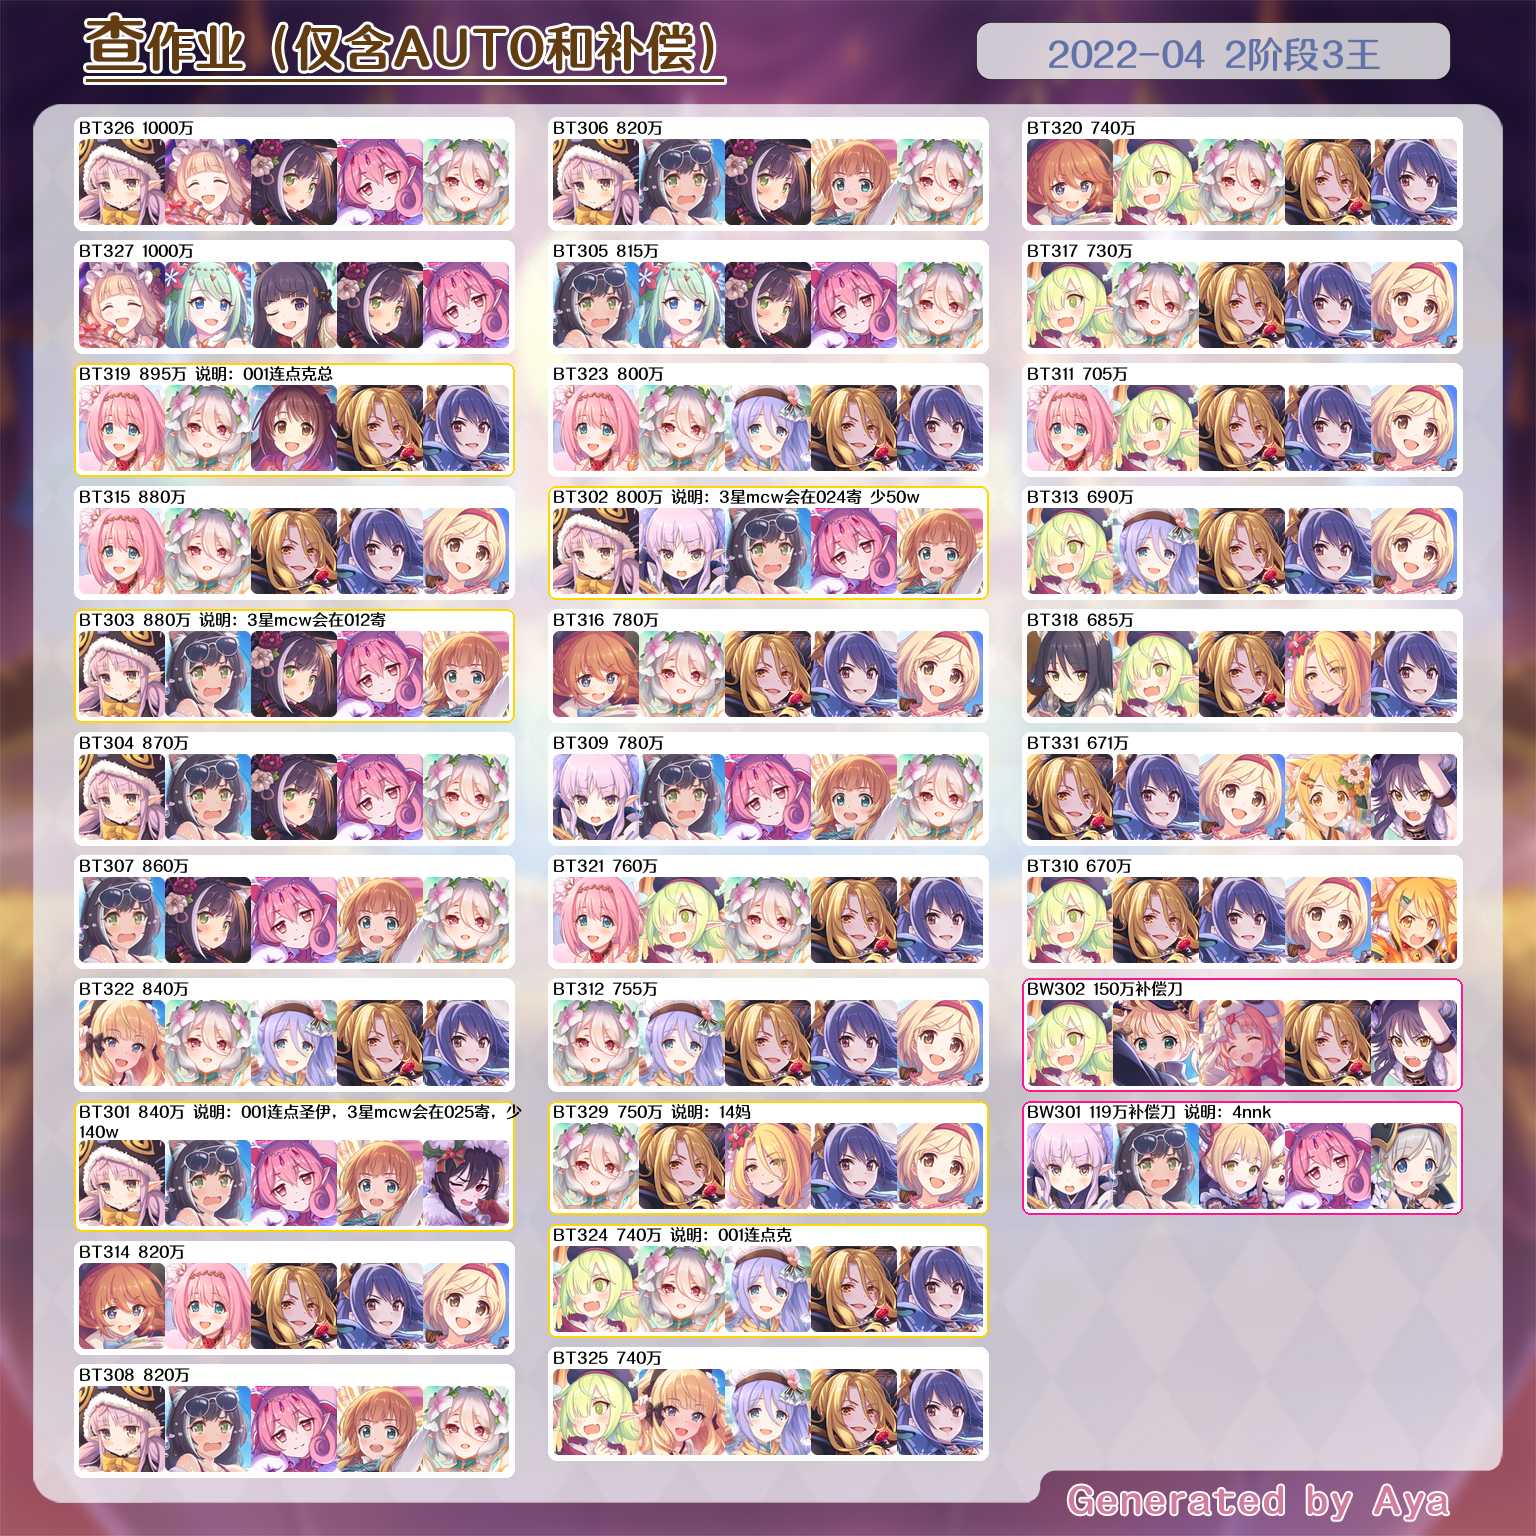 查作业（仅含AUTO和补偿）
2022-04 2阶段3王
BT326 1000万
BT327 1000万
BT319 895万 说明：001连点克总
BT315 880万
BT303 880万 说明：3星mcw会在012寄
BT304 870万
BT307 860万
BT322 840万
BT301 840万 说明：001连点圣伊，3星mcw会在025寄，少
140w
BT314 820万
BT308 820万
BT306 820万
BT305 815万
BT323 800万
BT302 800万 说明：3星mcw会在024寄 少50w
BT316 780万
BT309 780万
BT321 760万
BT312 755万
BT329 750万 说明：14妈
BT324 740万 说明：001连点克
BT325 740万
BT320 740万
BT317 730万
BT311 705万
BT313 690万
BT318 685万
BT331 671万
BT310 670万
BW302 150万补偿刀
BW301 119万补偿刀 说明：4nnk
Generated by Aya